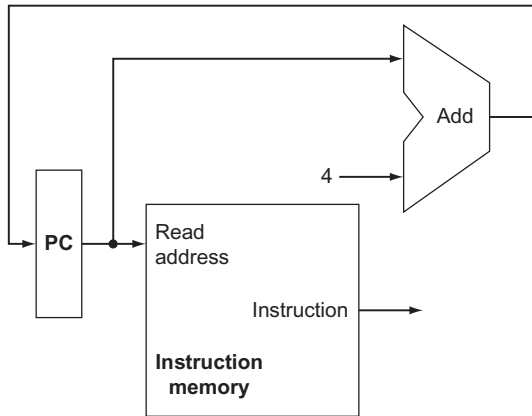 Add
4
PC
Read
address
Instruction
Instruction
memory